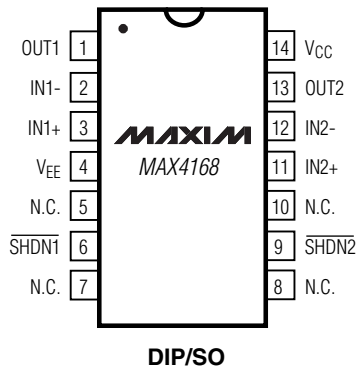 OUT1 1 14 VCC
IN1- 2 13 OUT2
IN1+ 3 12 IN2-
MAXIM
VEE 4 MAX4168 11 IN2+
N.C. 5 10 N.C.
SHDN1 6 9 SHDN2
N.C. 7 8 N.C.
DIP/SO